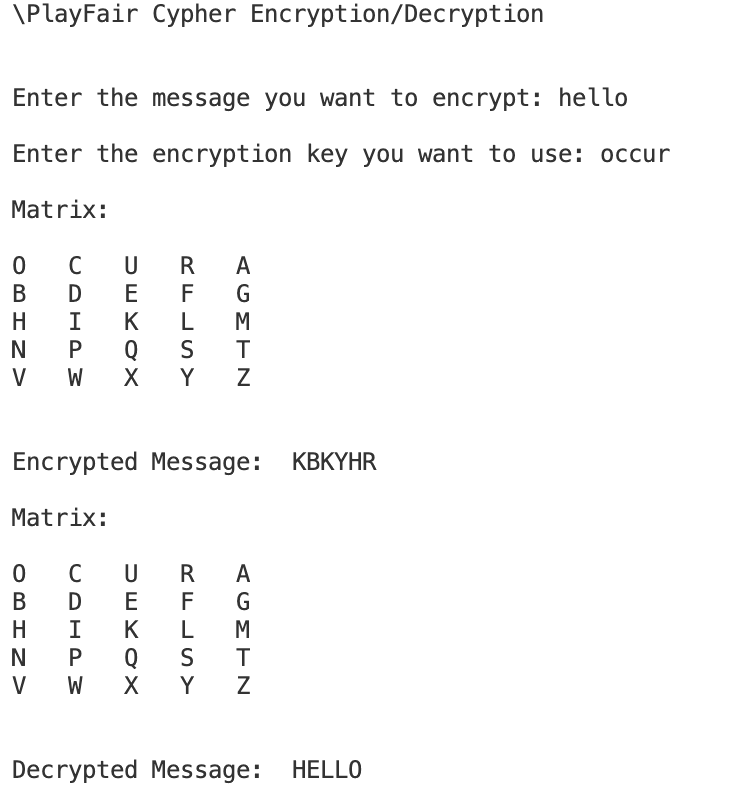 \PlayFair Cypher Encryption/Decryption
Enter the message you want to encrypt: hello
Enter the encryption key you want to use: occur
Matrix:
O C U R A
B D E F G
H I K L M
N P Q S T
V W X Y Z
Encrypted Message: KBKYHR
Matrix:
O C U R A
B D E F G
H I K L M
N P Q S T
V W X Y Z
Decrypted Message: HELLO